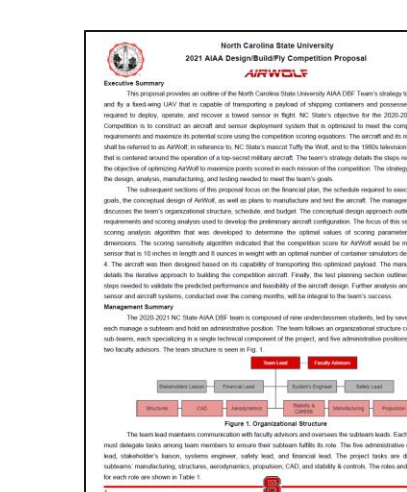 North Carolina State University
2021 AIAA Design/Build/Fly Competition Proposal
AIRWOLF
Executive Summary
This proposal provides an outline of the North Carolina State University AIAA DBF Team's strategy to
and fly a fixed-wing UAV that is capable of transporting a payload of shipping containers and possesse
required to deploy, operate, and recover a towed sensor in flight. NC State's objective for the 2020-20
Competition is to construct an aircraft and sensor deployment system that is optimized to meet the comp
requirements and maximize its potential score using the competition scoring equations. The aircraft and its m
shall be referred to as AirWolf, in reference to, NC State's mascot Tuffy the Wolf, and to the 1980s television
that is centered around the operation of a top-secret military aircraft. The team's strategy details the steps re
the objective of optimizing AirWolf to maximize points scored in each mission of the competition. The strategy
the design, analysis, manufacturing, and testing needed to meet the team's goals.
The subsequent sections of this proposal focus on the financial plan, the schedule required to exec
goals, the conceptual design of AirWolf, as well as plans to manufacture and test the aircraft. The manager
discusses the team's organizational structure, schedule, and budget. The conceptual design approach outli
requirements and scoring analysis used to develop the preliminary aircraft configuration. The focus of this se
scoring analysis algorithm that was developed to determine the optimal values of scoring parameter
dimensions. The scoring sensitivity algorithm indicated that the competition score for AirWolf would be m
sensor that is 10 inches in length and 8 ounces in weight with an optimal number of container simulators de
4. The aircraft was then designed based on its capability of transporting this optimized payload. The manu
details the iterative approach to building the competition aircraft. Finally, the test planning section outlines
steps needed to validate the predicted performance and feasibility of the aircraft design. Further analysis an
sensor and aircraft systems, conducted over the coming months, will be integral to the team's success.
Management Summary
The 2020-2021 NC State AIAA DBF team is composed of nine underclassmen students, led by seve
each manage a subteam and hold an administrative position. The team follows an organizational structure co
sub-teams, each specializing in a single technical component of the project, and five administrative positions
two faculty advisors. The team structure is seen in Fig. 1.
Team Lead Faculty Advisors
Stakeholders Liaison Financial Lead System's Engineer Safety Lead
Structures CAD Aerodynamics Stability & Controls Manufacturing Propulsion
Figure 1. Organizational Structure
The team lead maintains communication with faculty advisors and oversees the subteam leads. Each
must delegate tasks among team members to ensure their subteam fulfills its role. The five administrative r
lead, stakeholder's liaison, systems engineer, safety lead, and financial lead. The project tasks are di
subteams: manufacturing, structures, aerodynamics, propulsion, CAD, and stability & controls. The roles and
for each role are shown in Table 1.